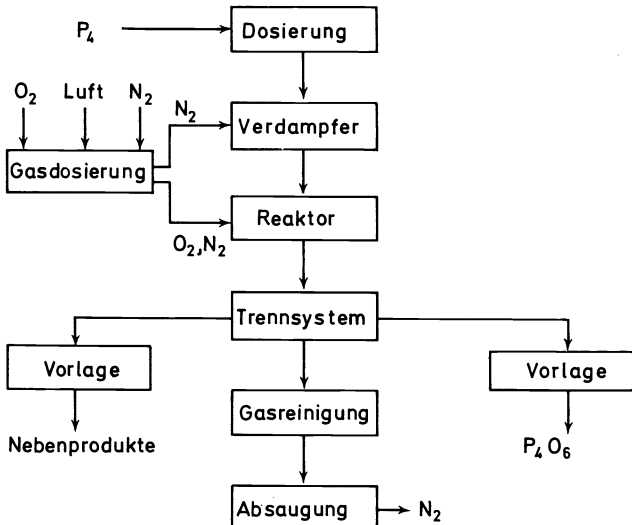 P₄
Dosierung
O₂ Luft N₂
N₂
Verdampfer
Gasdosierung
Reaktor
O₂,N₂
Trennsystem
Vorlage
Vorlage
Gasreinigung
Nebenprodukte
P₄O₆
Absaugung
N₂